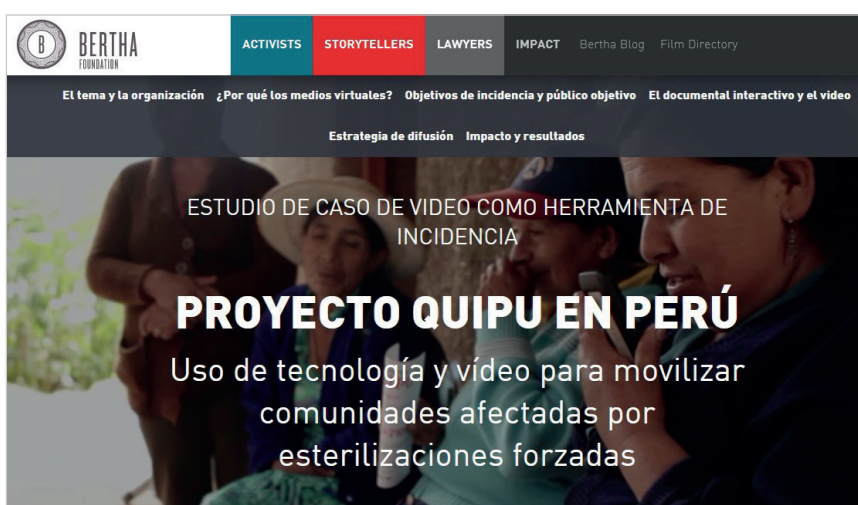 B BERTHA
FOUNDATION
ACTIVISTS STORYTELLERS LAWYERS IMPACT Bertha Blog Film Directory
El tema y la organización ¿Por qué los medios virtuales? Objetivos de incidencia y público objetivo El documental interactivo y el video
Estrategia de difusión Impacto y resultados
ESTUDIO DE CASO DE VIDEO COMO HERRAMIENTA DE
INCIDENCIA
PROYECTO QUIPU EN PERÚ
Uso de tecnología y vídeo para movilizar
comunidades afectadas por
esterilizaciones forzadas